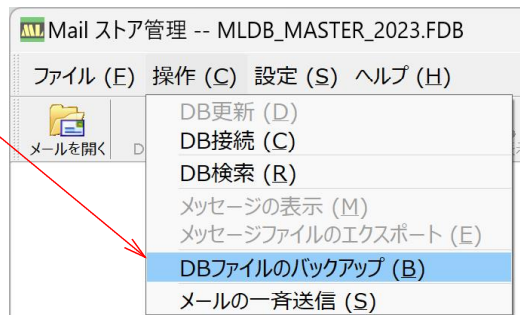 Mail ストア管理 -- MLDB_MASTER_2023.FDB
ファイル (F) 操作 (C) 設定 (S) ヘルプ (H)
メールを開く D
DB更新 (D)
DB接続 (C)
DB検索 (R)
メッセージの表示 (M)
メッセージファイルのエクスポート (E)
DBファイルのバックアップ (B)
メールの一斉送信 (S)